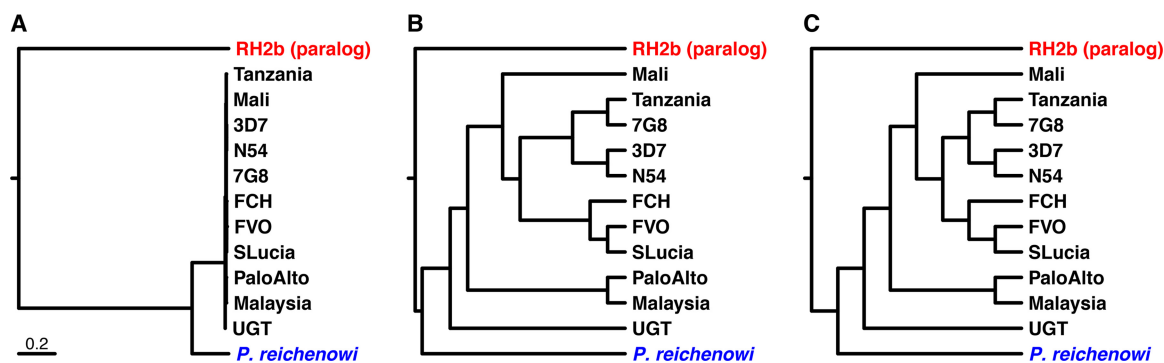 A
RH2b (paralog)
Tanzania
Mali
3D7
N54
7G8
FCH
FVO
SLucia
PaloAlto
Malaysia
UGT
P. reichenowi
0.2
B
RH2b (paralog)
Mali
Tanzania
7G8
3D7
N54
FCH
FVO
SLucia
PaloAlto
Malaysia
UGT
P. reichenowi
C
RH2b (paralog)
Mali
Tanzania
7G8
3D7
N54
FCH
FVO
SLucia
PaloAlto
Malaysia
UGT
P. reichenowi